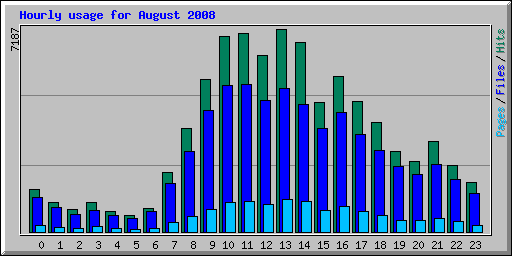 Hourly usage for August 2008
7187
Pages/Files/Hits
0 1 2 3 4 5 6 7 8 9 10 11 12 13 14 15 16 17 18 19 20 21 22 23